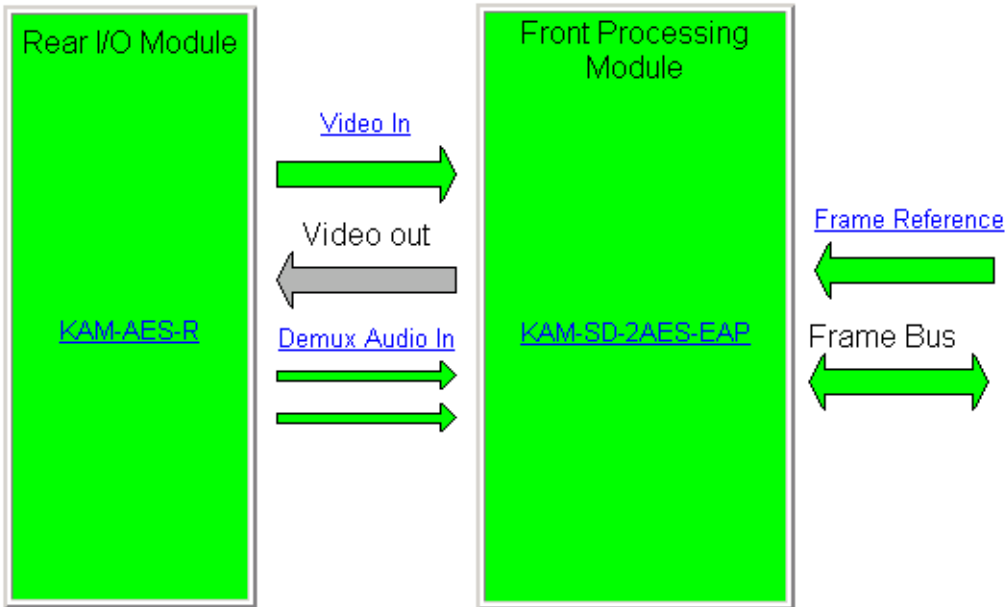 Rear I/O Module
Front Processing
Module
Video In
Video out
Frame Reference
KAM-AES-R
Demux Audio In
KAM-SD-2AES-EAP
Frame Bus